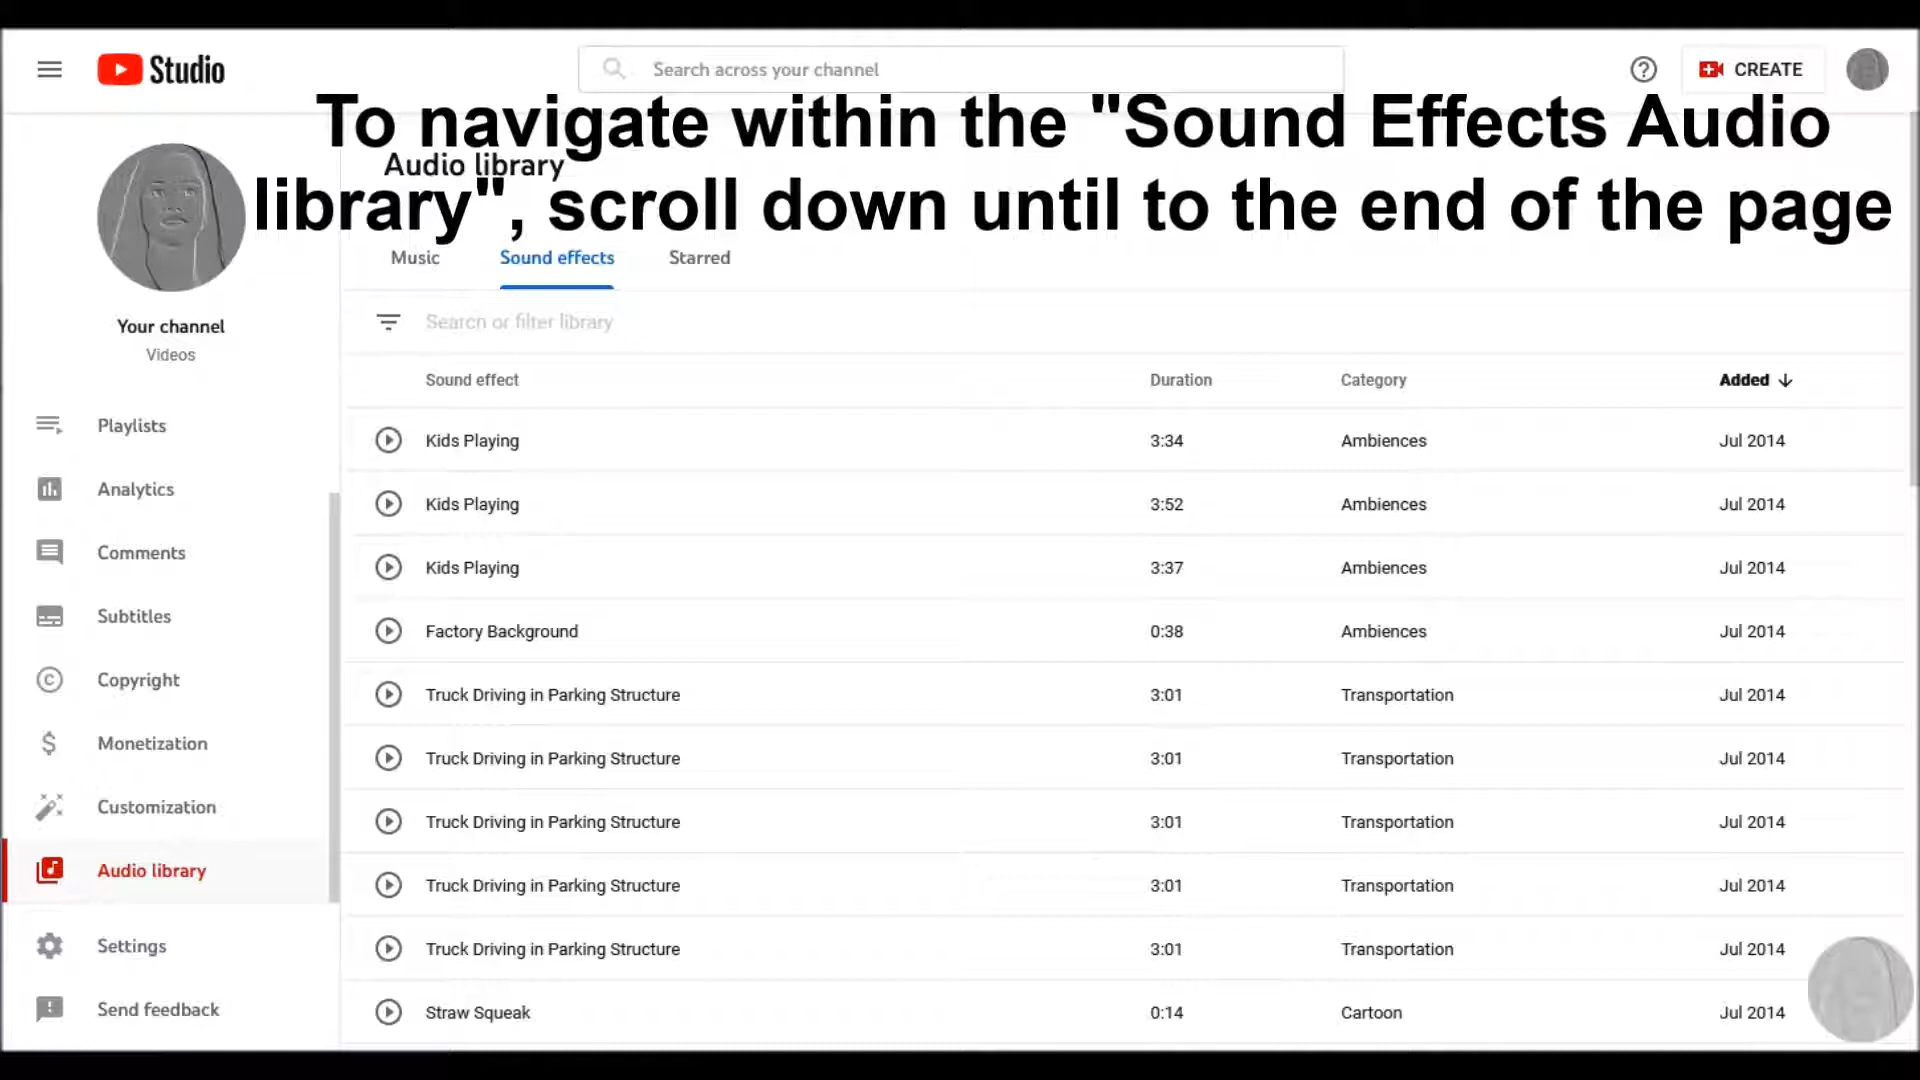 Studio
Search across your channel
CREATE
To navigate within the "Sound Effects Audio
library", scroll down until to the end of the page
Audio library
Music Sound effects Starred
Your channel
Videos
Playlists
Analytics
Comments
Subtitles
Copyright
Monetization
Customization
Audio library
Settings
Send feedback
Search or filter library
Sound effect Duration Category Added
Kids Playing 3:34 Ambiences Jul 2014
Kids Playing 3:52 Ambiences Jul 2014
Kids Playing 3:37 Ambiences Jul 2014
Factory Background 0:38 Ambiences Jul 2014
Truck Driving in Parking Structure 3:01 Transportation Jul 2014
Truck Driving in Parking Structure 3:01 Transportation Jul 2014
Truck Driving in Parking Structure 3:01 Transportation Jul 2014
Truck Driving in Parking Structure 3:01 Transportation Jul 2014
Truck Driving in Parking Structure 3:01 Transportation Jul 2014
Straw Squeak 0:14 Cartoon Jul 2014